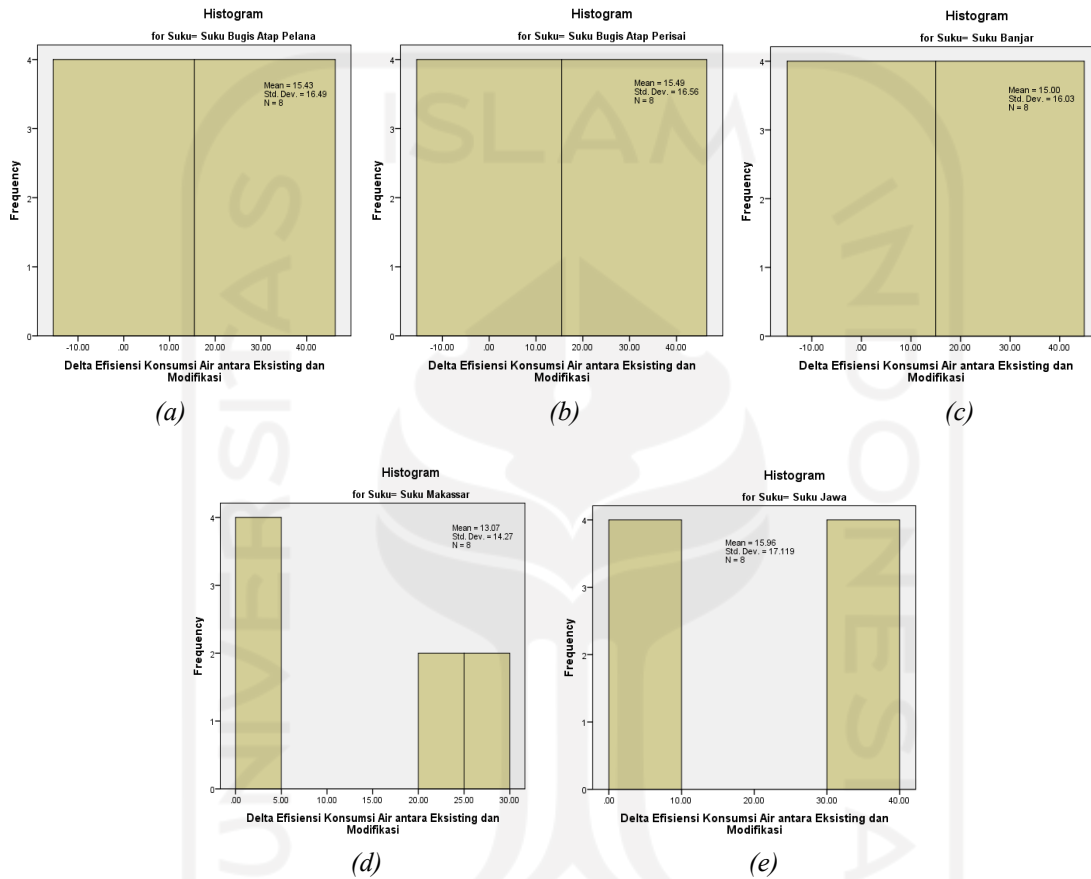 Histogram
for Suku= Suku Bugis Atap Pelana
Mean = 15.43
Std. Dev. = 16.49
N = 8
Frequency
4
3
2
1
0
-10.00 .00 10.00 20.00 30.00 40.00
Delta Efisiensi Konsumsi Air antara Eksisting dan
Modifikasi
(a)
Histogram
for Suku= Suku Bugis Atap Perisai
Mean = 15.49
Std. Dev. = 16.56
N = 8
Frequency
4
3
2
1
0
-10.00 .00 10.00 20.00 30.00 40.00
Delta Efisiensi Konsumsi Air antara Eksisting dan
Modifikasi
(b)
Histogram
for Suku= Suku Banjar
Mean = 15.00
Std. Dev. = 16.03
N = 8
Frequency
4
3
2
1
0
-10.00 .00 10.00 20.00 30.00 40.00
Delta Efisiensi Konsumsi Air antara Eksisting dan
Modifikasi
(c)
Histogram
for Suku= Suku Makassar
Mean = 13.07
Std. Dev. = 14.27
N = 8
Frequency
4
3
2
1
0
.00 5.00 10.00 15.00 20.00 25.00 30.00
Delta Efisiensi Konsumsi Air antara Eksisting dan
Modifikasi
(d)
Histogram
for Suku= Suku Jawa
Mean = 15.96
Std. Dev. = 17.119
N = 8
Frequency
4
3
2
1
0
.00 10.00 20.00 30.00 40.00
Delta Efisiensi Konsumsi Air antara Eksisting dan
Modifikasi
(e)
UNIVERSITAS
ISLAM
INDONESIA